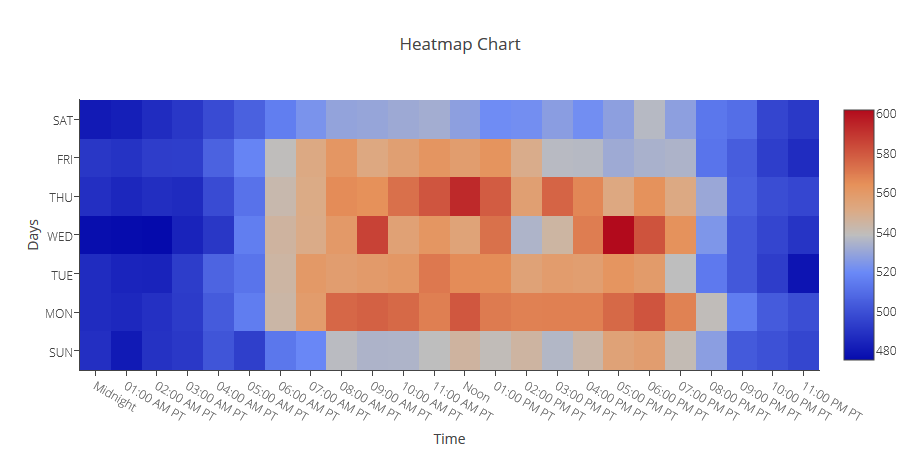 Heatmap Chart
600
SAT
FRI
580
THU
560
Days
WED
540
TUE
520
MON
500
SUN
480
Midnight
01:00 AM PT
02:00 AM PT
03:00 AM PT
04:00 AM PT
05:00 AM PT
06:00 AM PT
07:00 AM PT
08:00 AM PT
09:00 AM PT
10:00 AM PT
11:00 AM PT
Noon
01:00 PM PT
02:00 PM PT
03:00 PM PT
04:00 PM PT
05:00 PM PT
06:00 PM PT
07:00 PM PT
08:00 PM PT
09:00 PM PT
10:00 PM PT
11:00 PM PT
Time